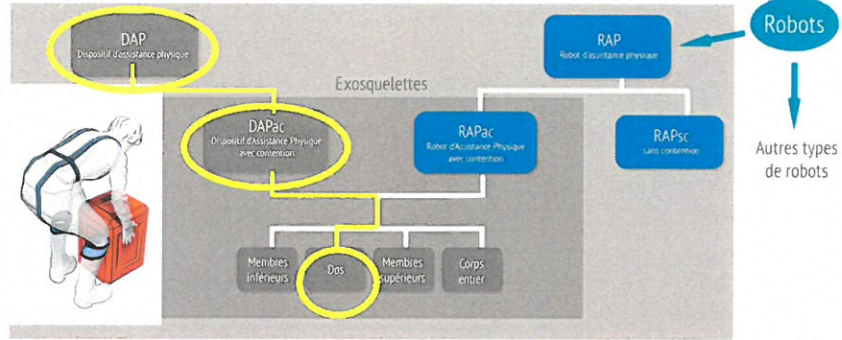 DAP
Dispositif d'assistance physique
RAP
Robot d'assistance physique
Robots
Exosquelettes
DAPac
Dispositif d'Assistance Physique
avec contention
RAPac
Robot d'Assistance Physique
avec contention
RAPsc
sans contention
Autres types
de robots
Membres
inférieurs
Dos
Membres
supérieurs
Corps
entier